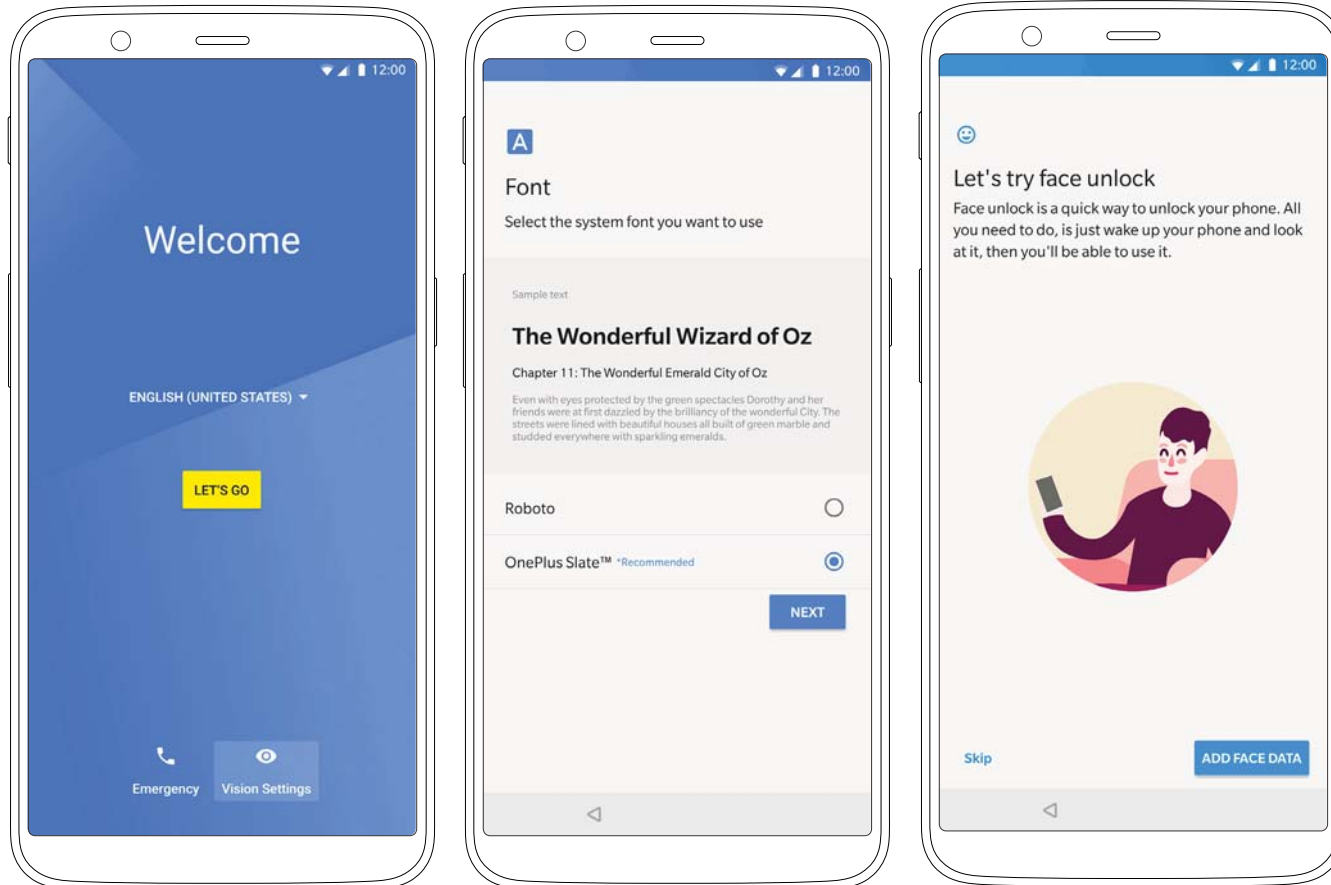 12:00
Welcome
ENGLISH (UNITED STATES)
LET'S GO
Emergency
Vision Settings
12:00
A
Font
Select the system font you want to use
Sample text
The Wonderful Wizard of Oz
Chapter 11: The Wonderful Emerald City of Oz
Even with eyes protected by the green spectacles Dorothy and her
friends were at first dazzled by the brilliancy of the wonderful City. The
streets were lined with beautiful houses all built of green marble and
studded everywhere with sparkling emeralds.
Roboto
OnePlus Slate™ *Recommended
NEXT
12:00
Let's try face unlock
Face unlock is a quick way to unlock your phone. All
you need to do, is just wake up your phone and look
at it, then you'll be able to use it.
Skip
ADD FACE DATA